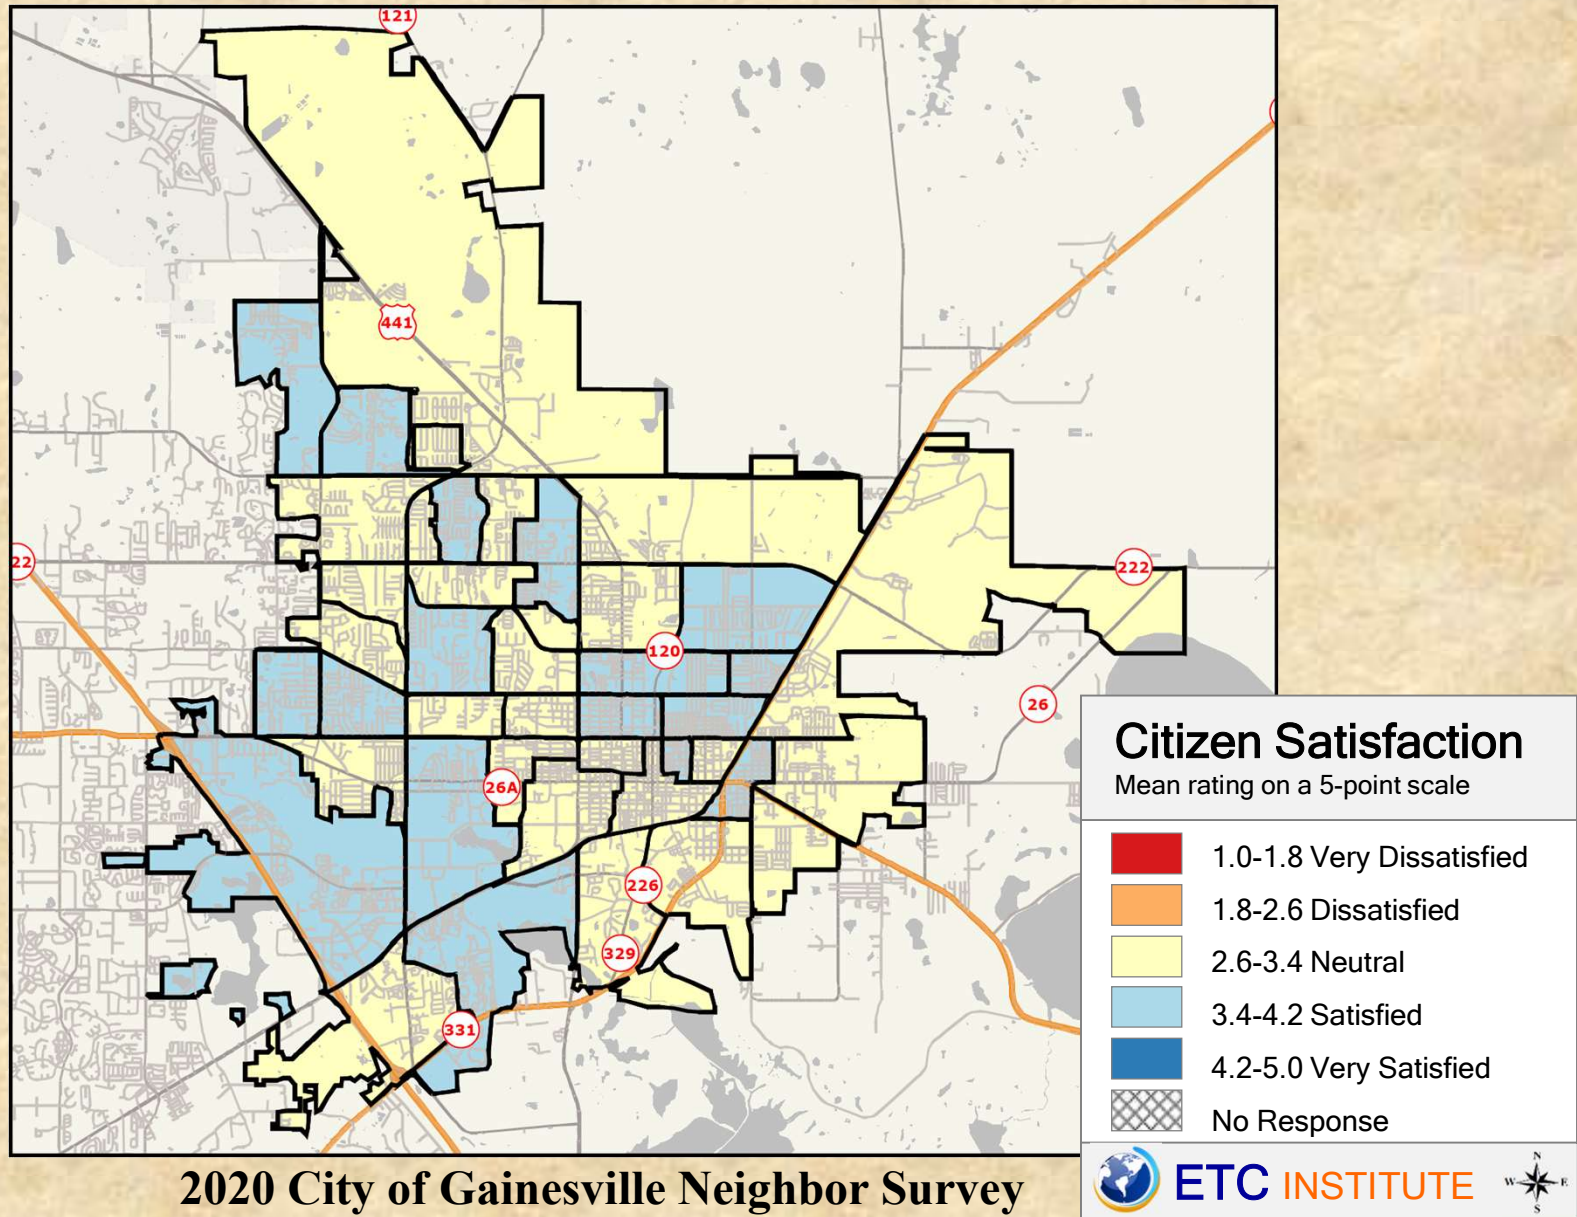 121
441
22
222
120
26
26A
226
329
331
Citizen Satisfaction
Mean rating on a 5-point scale
1.0-1.8 Very Dissatisfied
1.8-2.6 Dissatisfied
2.6-3.4 Neutral
3.4-4.2 Satisfied
4.2-5.0 Very Satisfied
No Response
ETC INSTITUTE
N
W E
S
2020 City of Gainesville Neighbor Survey